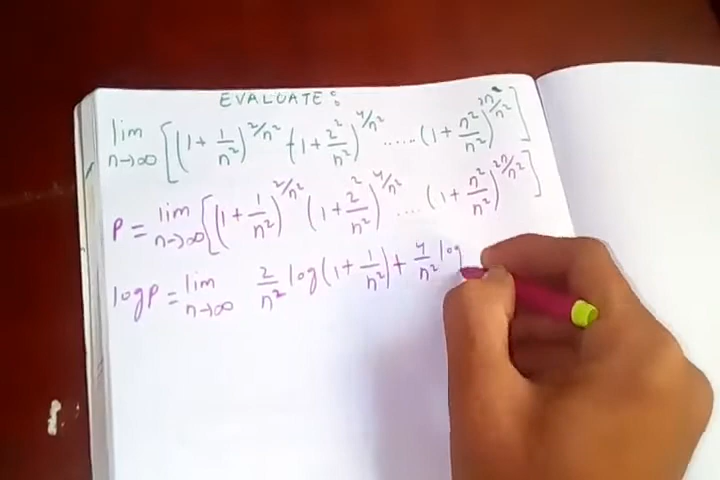 EVALUATE:
lim n→∞ [(1+1/n²)^2/n² (1+2²/n²)^4/n² ......(1+n²/n²)^2n/n²]
P = lim n→∞ [(1+1/n²)^2/n² (1+2²/n²)^4/n² ....(1+n²/n²)^2n/n²]
logP = lim n→∞ 2/n² log(1+1/n²)+ 4/n² log